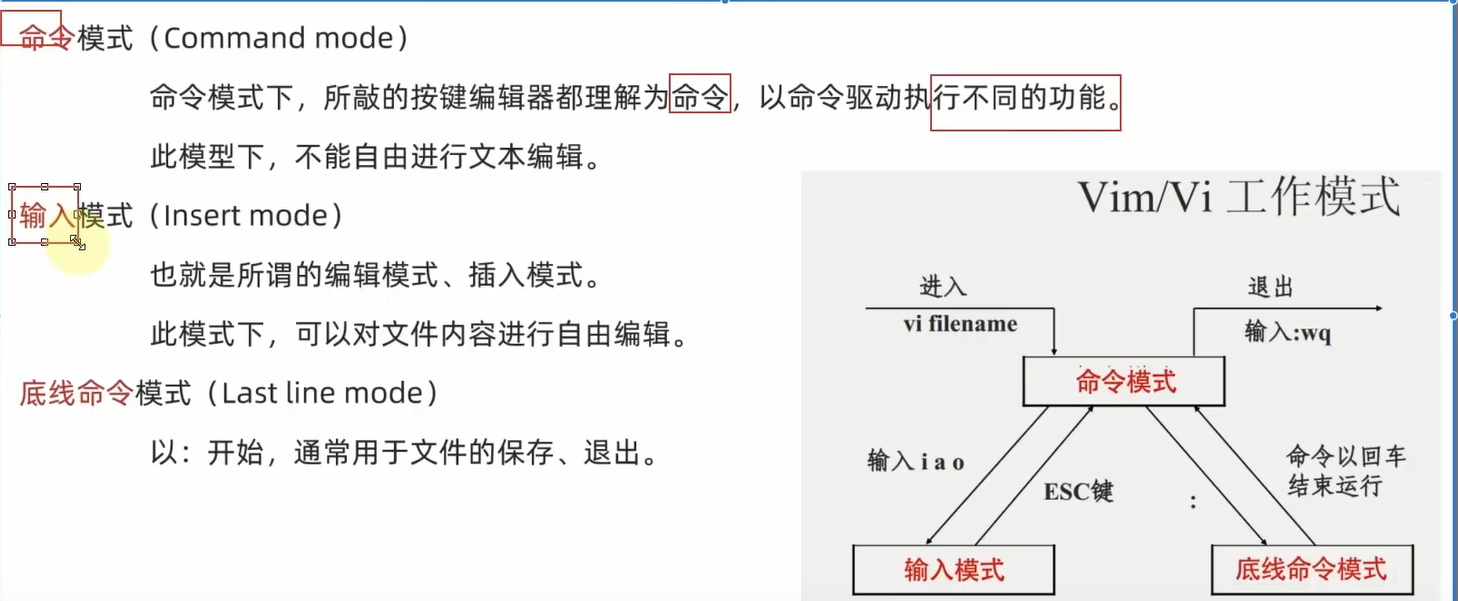 命令模式（Command mode）
命令模式下，所敲的按键编辑器都理解为命令，以命令驱动执行不同的功能。
此模型下，不能自由进行文本编辑。
输入模式（Insert mode）
也就是所谓的编辑模式、插入模式。
此模式下，可以对文件内容进行自由编辑。
底线命令模式（Last line mode）
以：开始，通常用于文件的保存、退出。
Vim/Vi 工作模式
进入
vi filename
退出
输入:wq
命令模式
输入 i a o
ESC键
:
命令以回车
结束运行
输入模式
底线命令模式